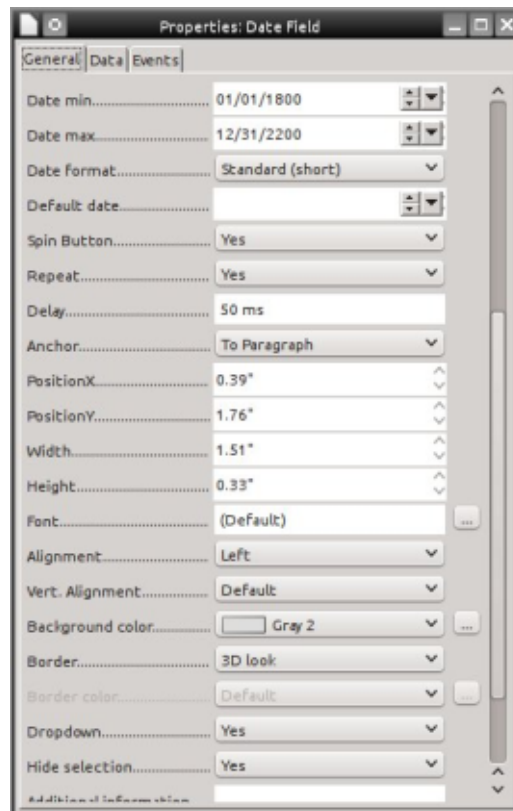 Properties: Date Field
General Data Events
Date min.......................... 01/01/1800
Date max.......................... 12/31/2200
Date format..................... Standard (short)
Default date.....................
Spin Button...................... Yes
Repeat............................. Yes
Delay................................ 50 ms
Anchor............................. To Paragraph
PositionX.......................... 0.39"
PositionY.......................... 1.76"
Width............................... 1.51"
Height.............................. 0.33"
Font.................................. (Default) ...
Alignment........................ Left
Vert. Alignment............... Default
Background color............ Gray 2 ...
Border.............................. 3D look
Border color.................... Default ...
Dropdown........................ Yes
Hide selection.................. Yes
Additional information